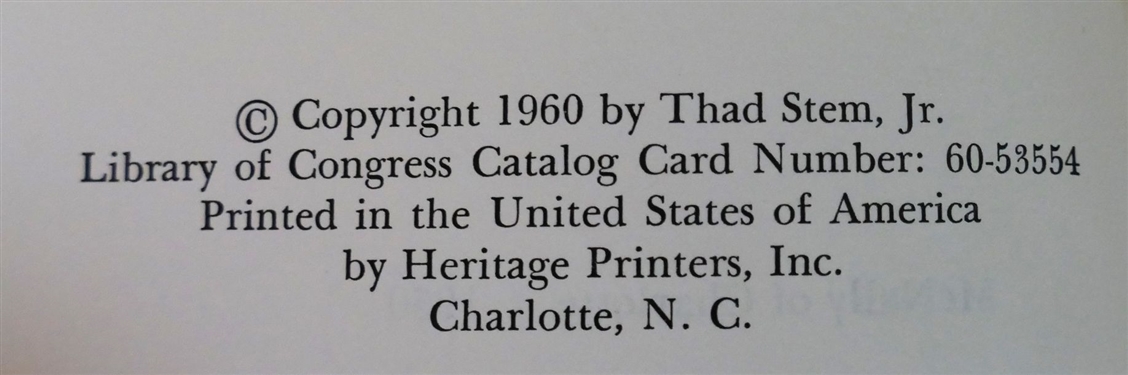 © Copyright 1960 by Thad Stem, Jr.
Library of Congress Catalog Card Number: 60-53554
Printed in the United States of America
by Heritage Printers, Inc.
Charlotte, N. C.